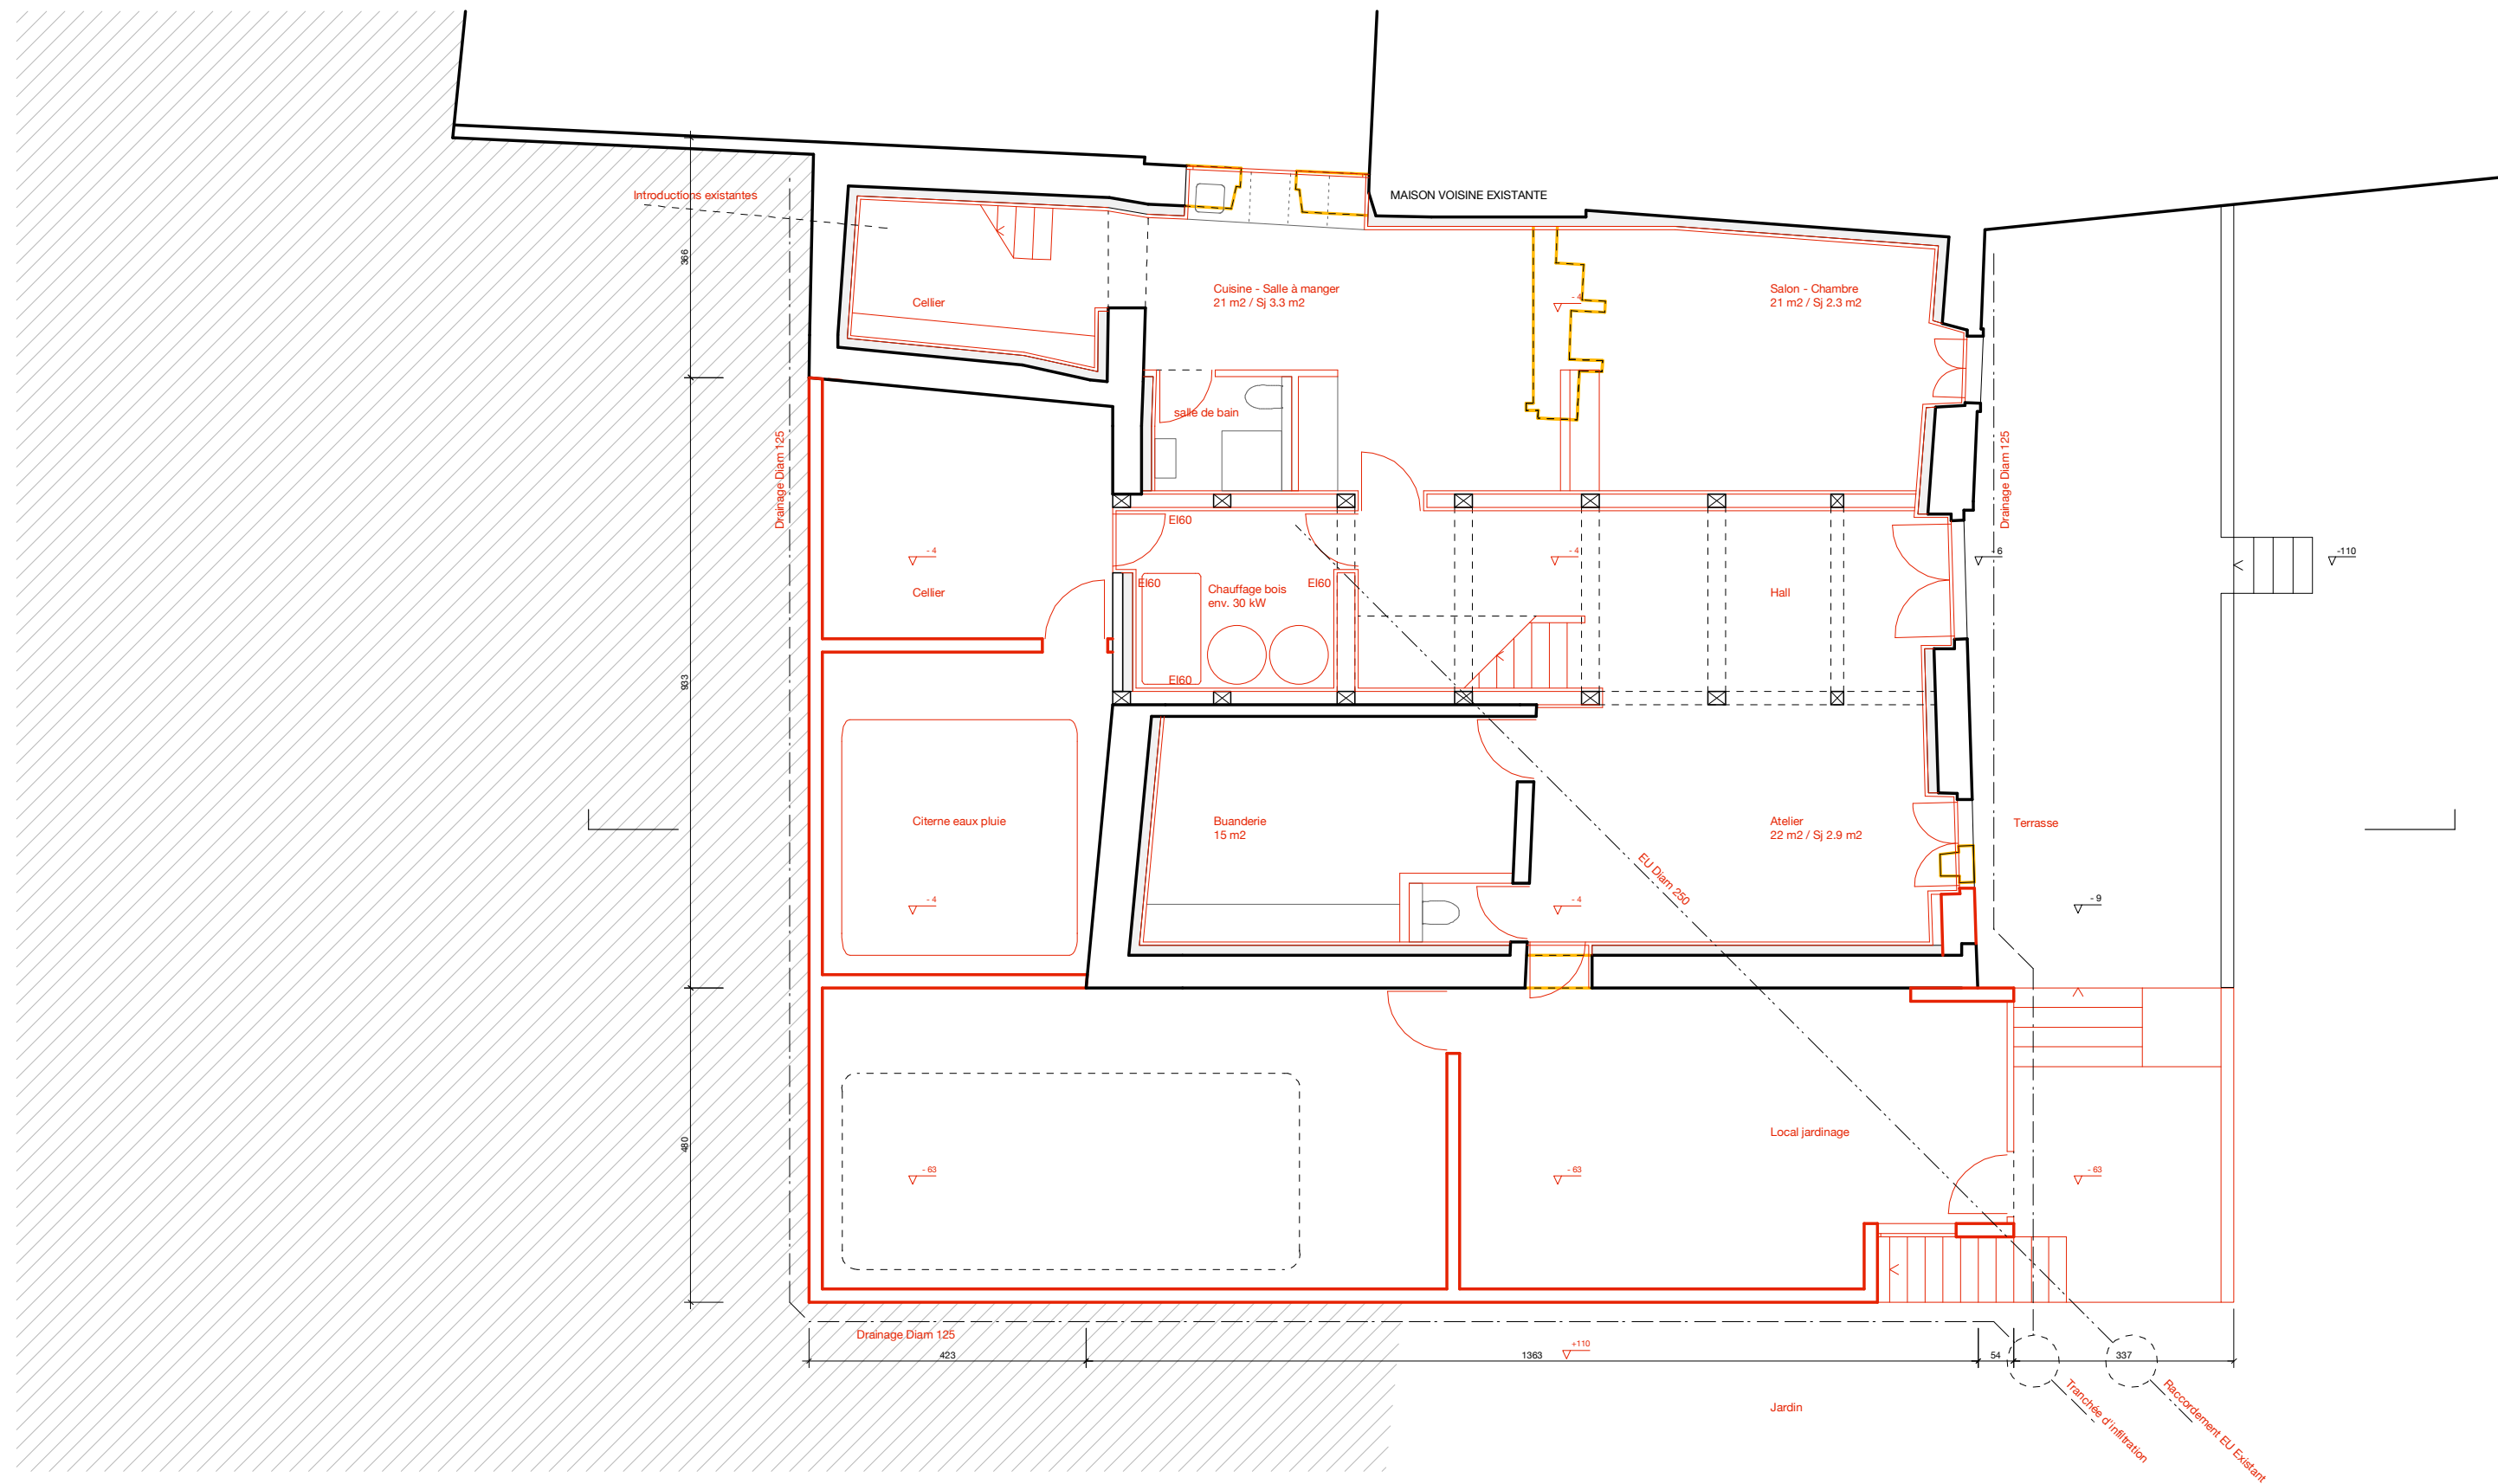 Introductions existantes
MAISON VOISINE EXISTANTE
366
Cellier
Cuisine - Salle à manger
21 m2 / Sj 3.3 m2
- 4
Salon - Chambre
21 m2 / Sj 2.3 m2
salle de bain
Drainage Diam 125
Drainage Diam 125
EI60
- 4
- 4
- 6
-110
EI60
Chauffage bois
env. 30 kW
EI60
Cellier
Hall
EI60
933
Citerne eaux pluie
Buanderie
15 m2
Atelier
22 m2 / Sj 2.9 m2
Terrasse
EU Diam 250
- 4
- 4
- 9
480
Local jardinage
- 63
- 63
- 63
Drainage Diam 125
423
1363
+110
54
337
Jardin
Tranchée d'infiltration
Raccordement EU Existant